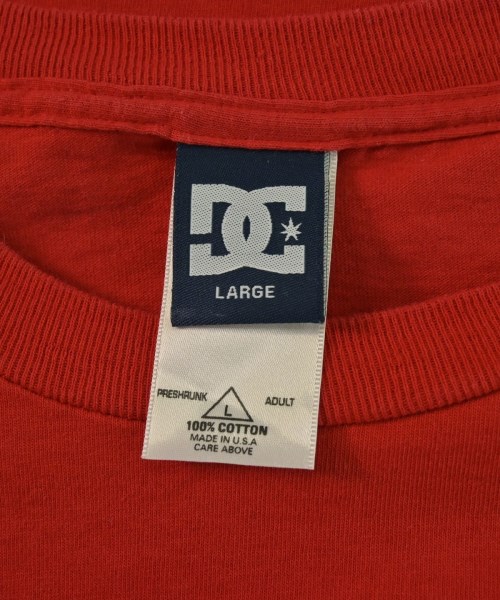 DC
LARGE
PRESHRUNK L ADULT
100% COTTON
MADE IN U.S.A
CARE ABOVE